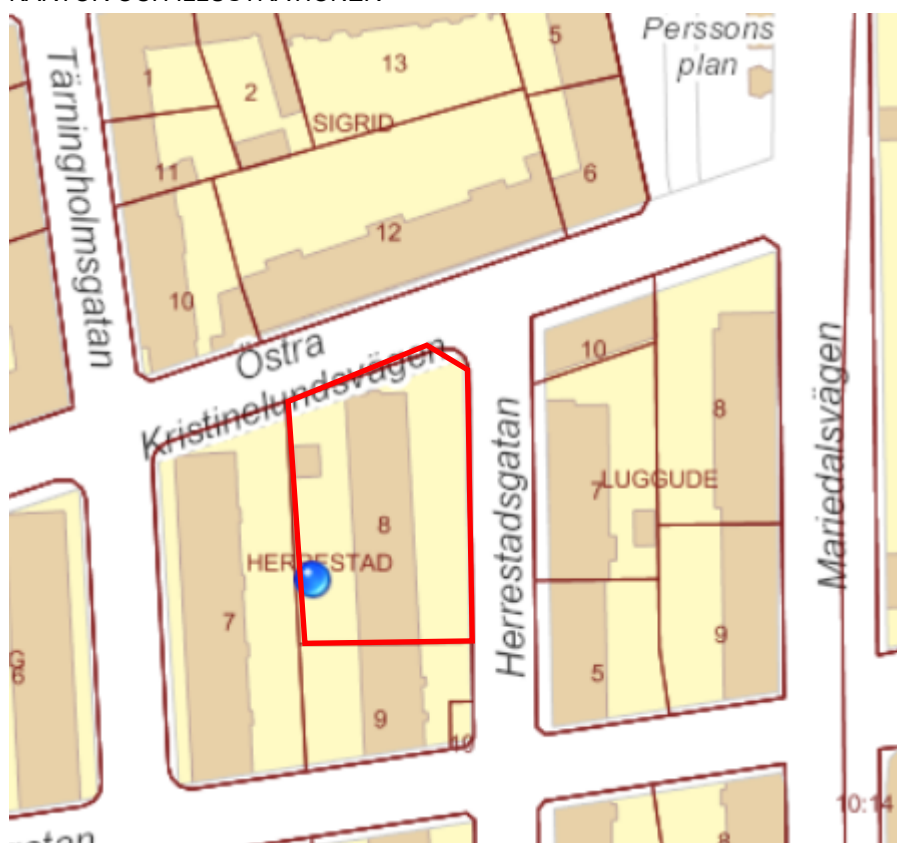 Perssons
plan
5
13
1
2
SIGRID
Tärningholmsgatan
11
6
12
10
Östra
Kristinelundsvägen
10
8
Herrestadsgatan
7
LUGGUDE
Mariedalsvägen
8
HERRESTAD
7
9
5
6
9
10
10:14
8